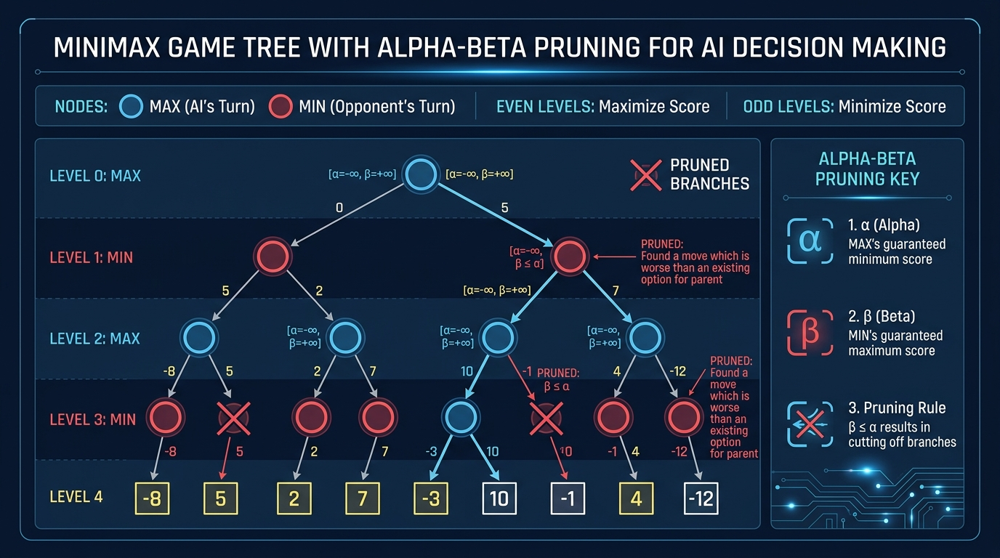 MINIMAX GAME TREE WITH ALPHA-BETA PRUNING FOR AI DECISION MAKING
NODES: MAX (AI's Turn) MIN (Opponent's Turn) EVEN LEVELS: Maximize Score ODD LEVELS: Minimize Score
LEVEL 0: MAX
[α=-∞, β=+∞] [α=-∞, β=+∞]
PRUNED
BRANCHES
0 5
LEVEL 1: MIN
[α=-∞,
β ≤ α]
PRUNED:
Found a move which is
worse than an existing
option for parent
5 2 [α=-∞, β=+∞] 7
LEVEL 2: MAX
[α=-∞,
β=+∞]
[α=-∞,
β=+∞]
[α=-∞,
β=+∞]
-8 5 2 7 10 -1 PRUNED:
β ≤ α
4 -12
PRUNED:
Found a
move
which is
worse
than an
existing
option
for parent
LEVEL 3: MIN
-8 5 2 7 -3 10 -1 4 -12
LEVEL 4
-8 5 2 7 -3 10 -1 4 -12
ALPHA-BETA
PRUNING KEY
α
1. α (Alpha)
MAX's guaranteed
minimum score
β
2. β (Beta)
MIN's guaranteed
maximum score
3. Pruning Rule
β ≤ α results in
cutting off branches